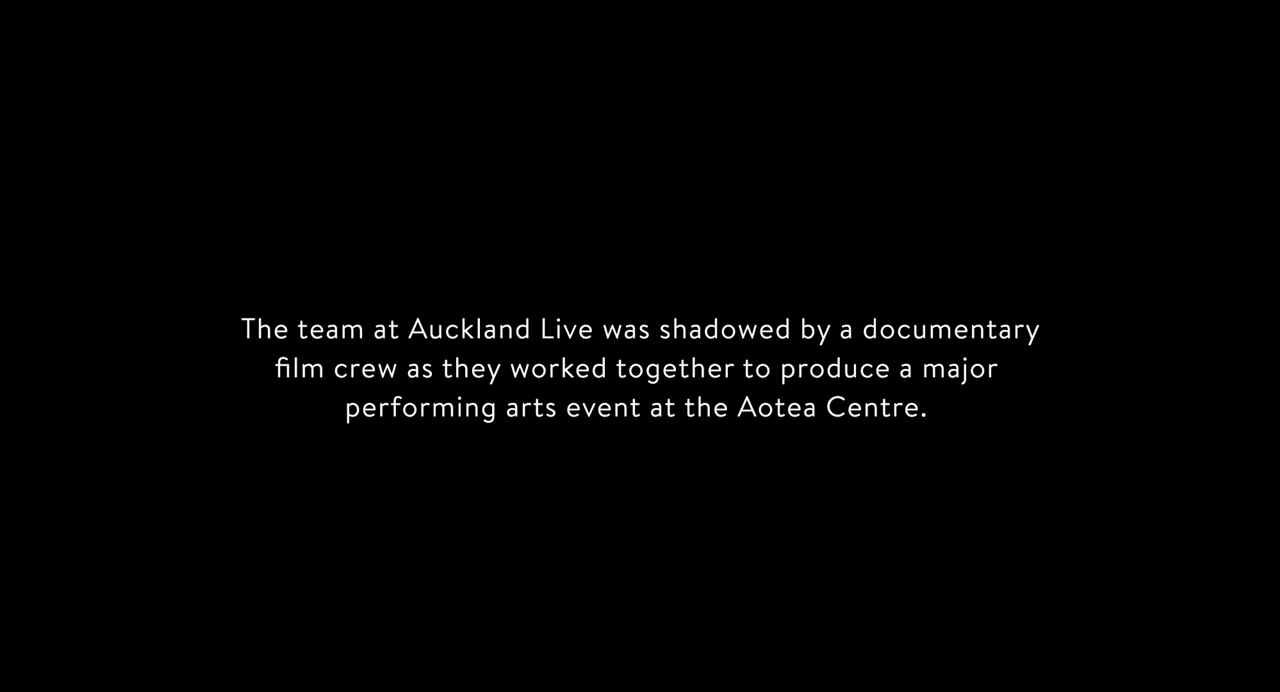 The team at Auckland Live was shadowed by a documentary
film crew as they worked together to produce a major
performing arts event at the Aotea Centre.